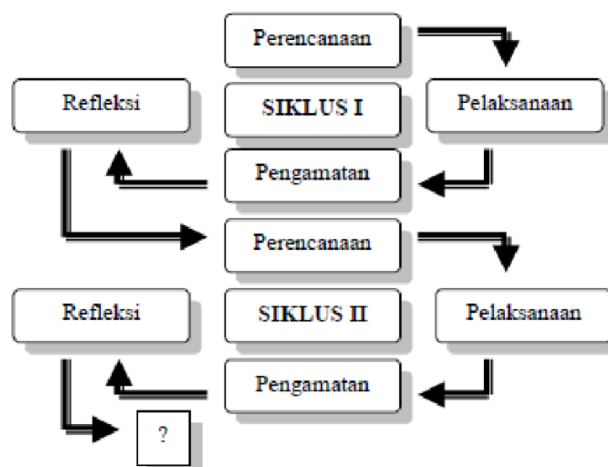 Perencanaan
Refleksi
SIKLUS I
Pelaksanaan
Pengamatan
Perencanaan
Refleksi
SIKLUS II
Pelaksanaan
Pengamatan
?